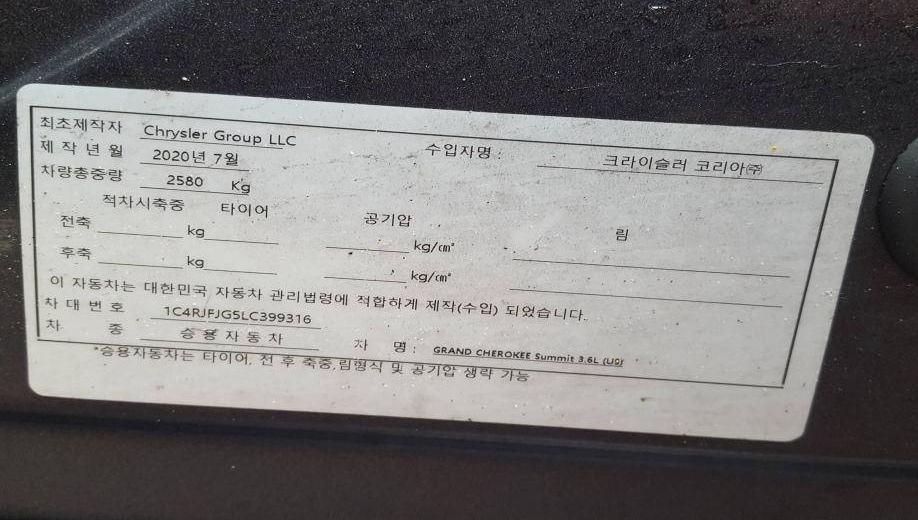 최초제작자 Chrysler Group LLC 수입자명 : 크라이슬러 코리아㈜
제 작 년 월 2020년 7월
차량총중량 2580 Kg
적차시축중 타이어 공기압 림
전축 kg kg/㎠
후축 kg kg/㎠
이 자동차는 대한민국 자동차 관리법령에 적합하게 제작(수입) 되었습니다.
차 대 번 호 1C4RJFJG5LC399316
차 종 승 용 자 동 차 차 명 : GRAND CHEROKEE Summit 3.6L (U9)
*승용자동차는 타이어, 전 후 축중,림형식 및 공기압 생략 가능